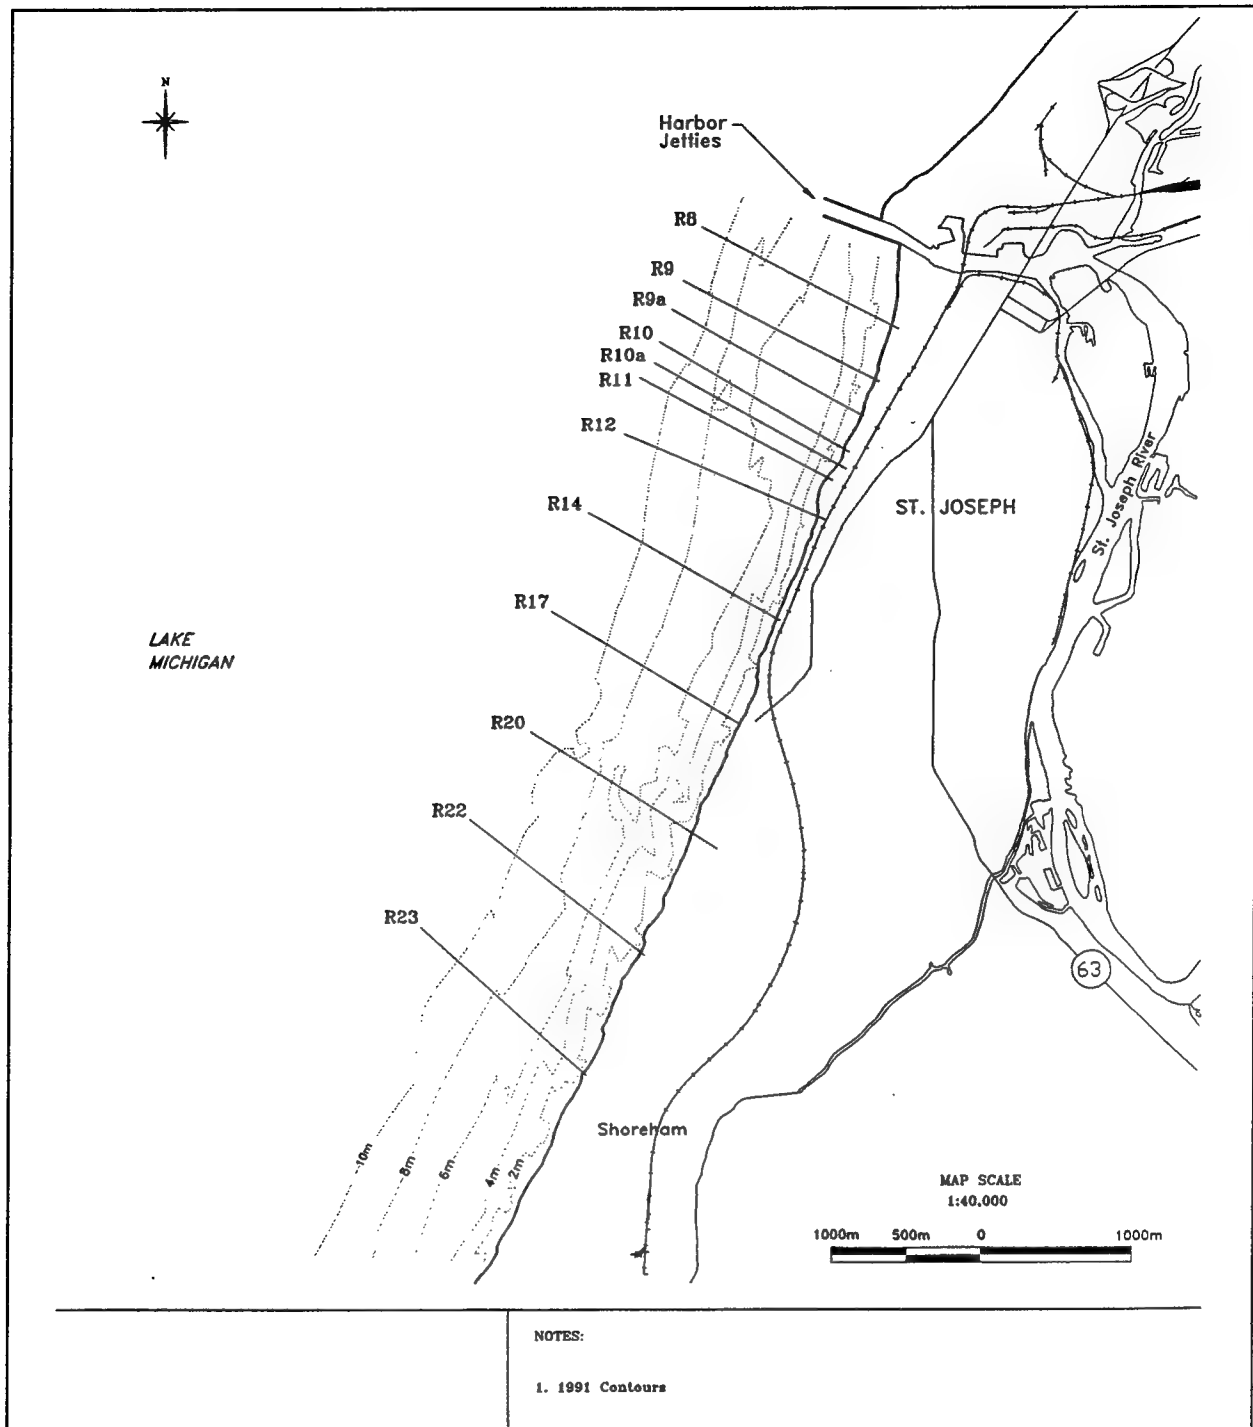 N
Harbor
Jetties
R8
R9
R9a
R10
R10a
R11
R12
ST. JOSEPH
St. Joseph River
R14
R17
LAKE
MICHIGAN
R20
R22
R23
63
Shoreham
10m
8m
6m
4m
2m
MAP SCALE
1:40,000
1000m 500m 0 1000m
NOTES:
1. 1991 Contours